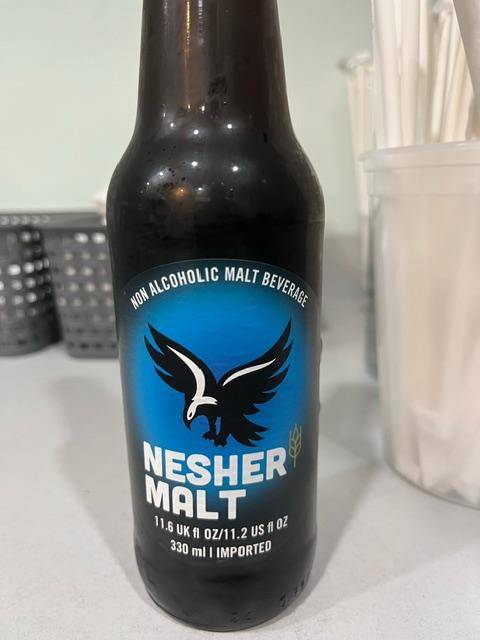 NON ALCOHOLIC MALT BEVERAGE
NESHER
MALT
11.6 UK fl OZ/11.2 US fl OZ
330 ml | IMPORTED